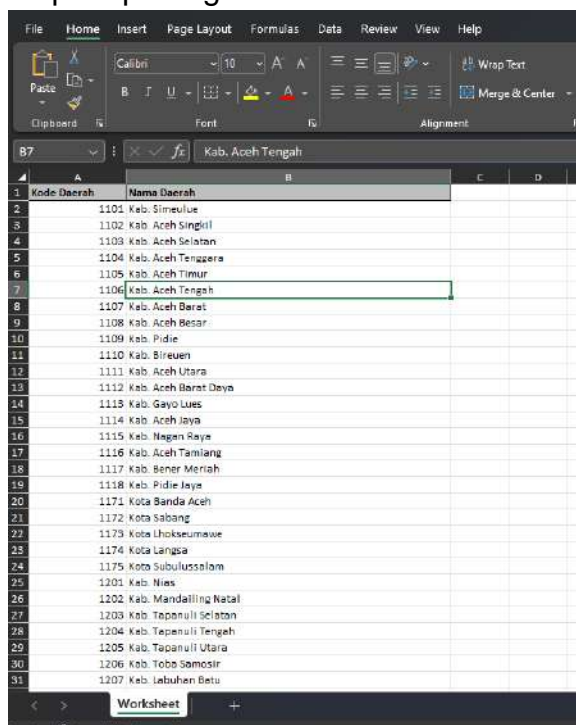 File Home Insert Page Layout Formulas Data Review View Help
Calibri 10 A A Wrap Text
Paste
B I U A Merge & Center
Clipboard Font Alignment
B7 fx Kab. Aceh Tengah
A B C D
1 Kode Daerah Nama Daerah
2 1101 Kab. Simeulue
3 1102 Kab. Aceh Singkil
4 1103 Kab. Aceh Selatan
5 1104 Kab. Aceh Tenggara
6 1105 Kab. Aceh Timur
7 1106 Kab. Aceh Tengah
8 1107 Kab. Aceh Barat
9 1108 Kab. Aceh Besar
10 1109 Kab. Pidie
11 1110 Kab. Bireuen
12 1111 Kab. Aceh Utara
13 1112 Kab. Aceh Barat Daya
14 1113 Kab. Gayo Lues
15 1114 Kab. Aceh Jaya
16 1115 Kab. Nagan Raya
17 1116 Kab. Aceh Tamiang
18 1117 Kab. Bener Meriah
19 1118 Kab. Pidie Jaya
20 1171 Kota Banda Aceh
21 1172 Kota Sabang
22 1173 Kota Lhokseumawe
23 1174 Kota Langsa
24 1175 Kota Subulussalam
25 1201 Kab. Nias
26 1202 Kab. Mandailing Natal
27 1203 Kab. Tapanuli Selatan
28 1204 Kab. Tapanuli Tengah
29 1205 Kab. Tapanuli Utara
30 1206 Kab. Toba Samosir
31 1207 Kab. Labuhan Batu
Worksheet